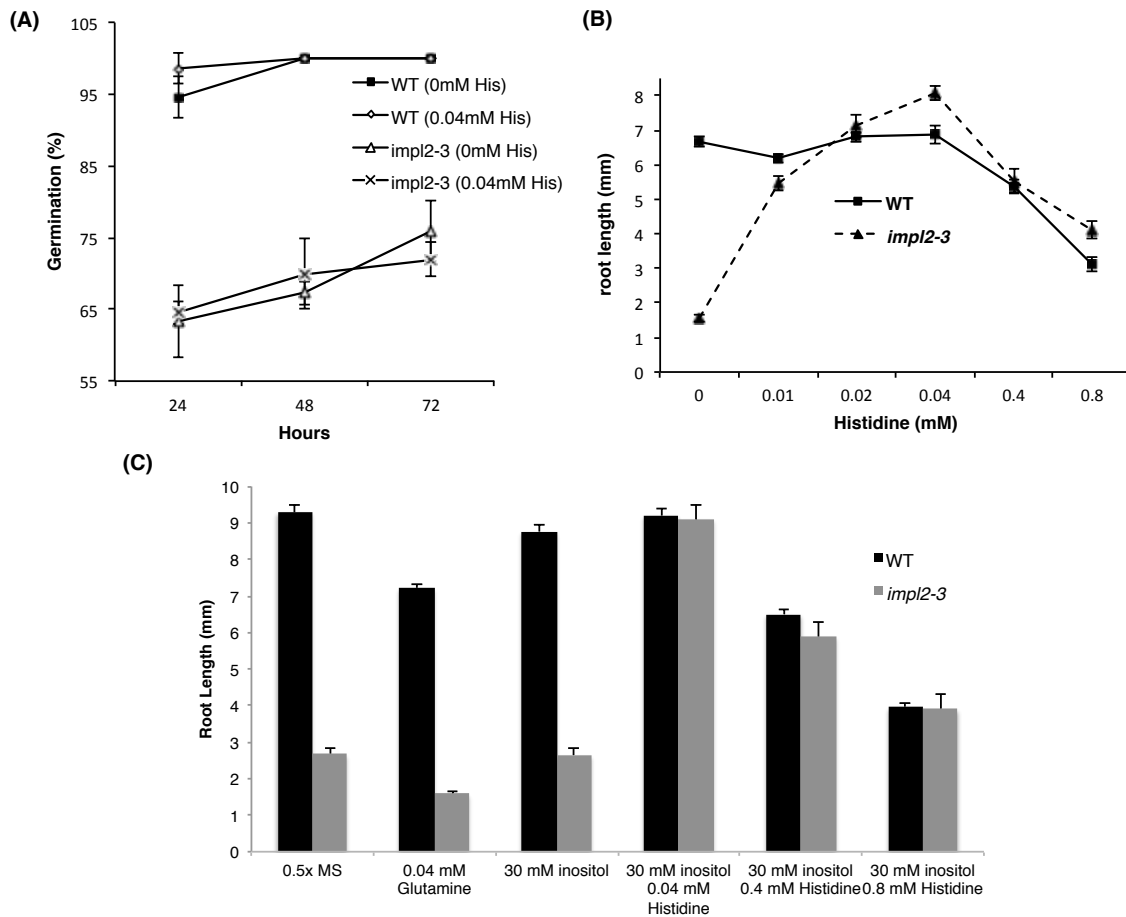 (A)
105
95
85
75
65
55
Germination (%)
24
48
72
Hours
WT (0mM His)
WT (0.04mM His)
impl2-3 (0mM His)
impl2-3 (0.04mM His)
(B)
8
7
6
5
4
3
2
1
0
root length (mm)
WT
impl2-3
0
0.01
0.02
0.04
0.4
0.8
Histidine (mM)
(C)
10
9
8
7
6
5
4
3
2
1
0
Root Length (mm)
WT
impl2-3
0.5x MS
0.04 mM
Glutamine
30 mM inositol
30 mM inositol
0.04 mM
Histidine
30 mM inositol
0.4 mM Histidine
30 mM inositol
0.8 mM Histidine